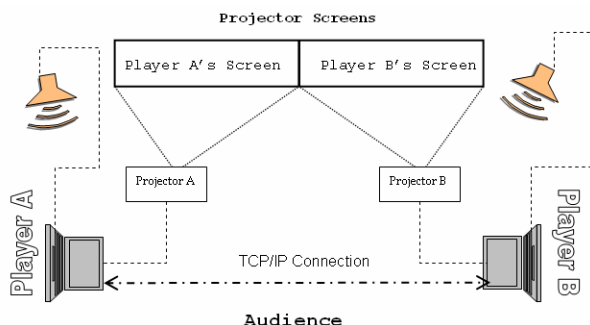 Projector Screens
Player A's Screen
Player B's Screen
Projector A
Projector B
Player A
Player B
TCP/IP Connection
Audience